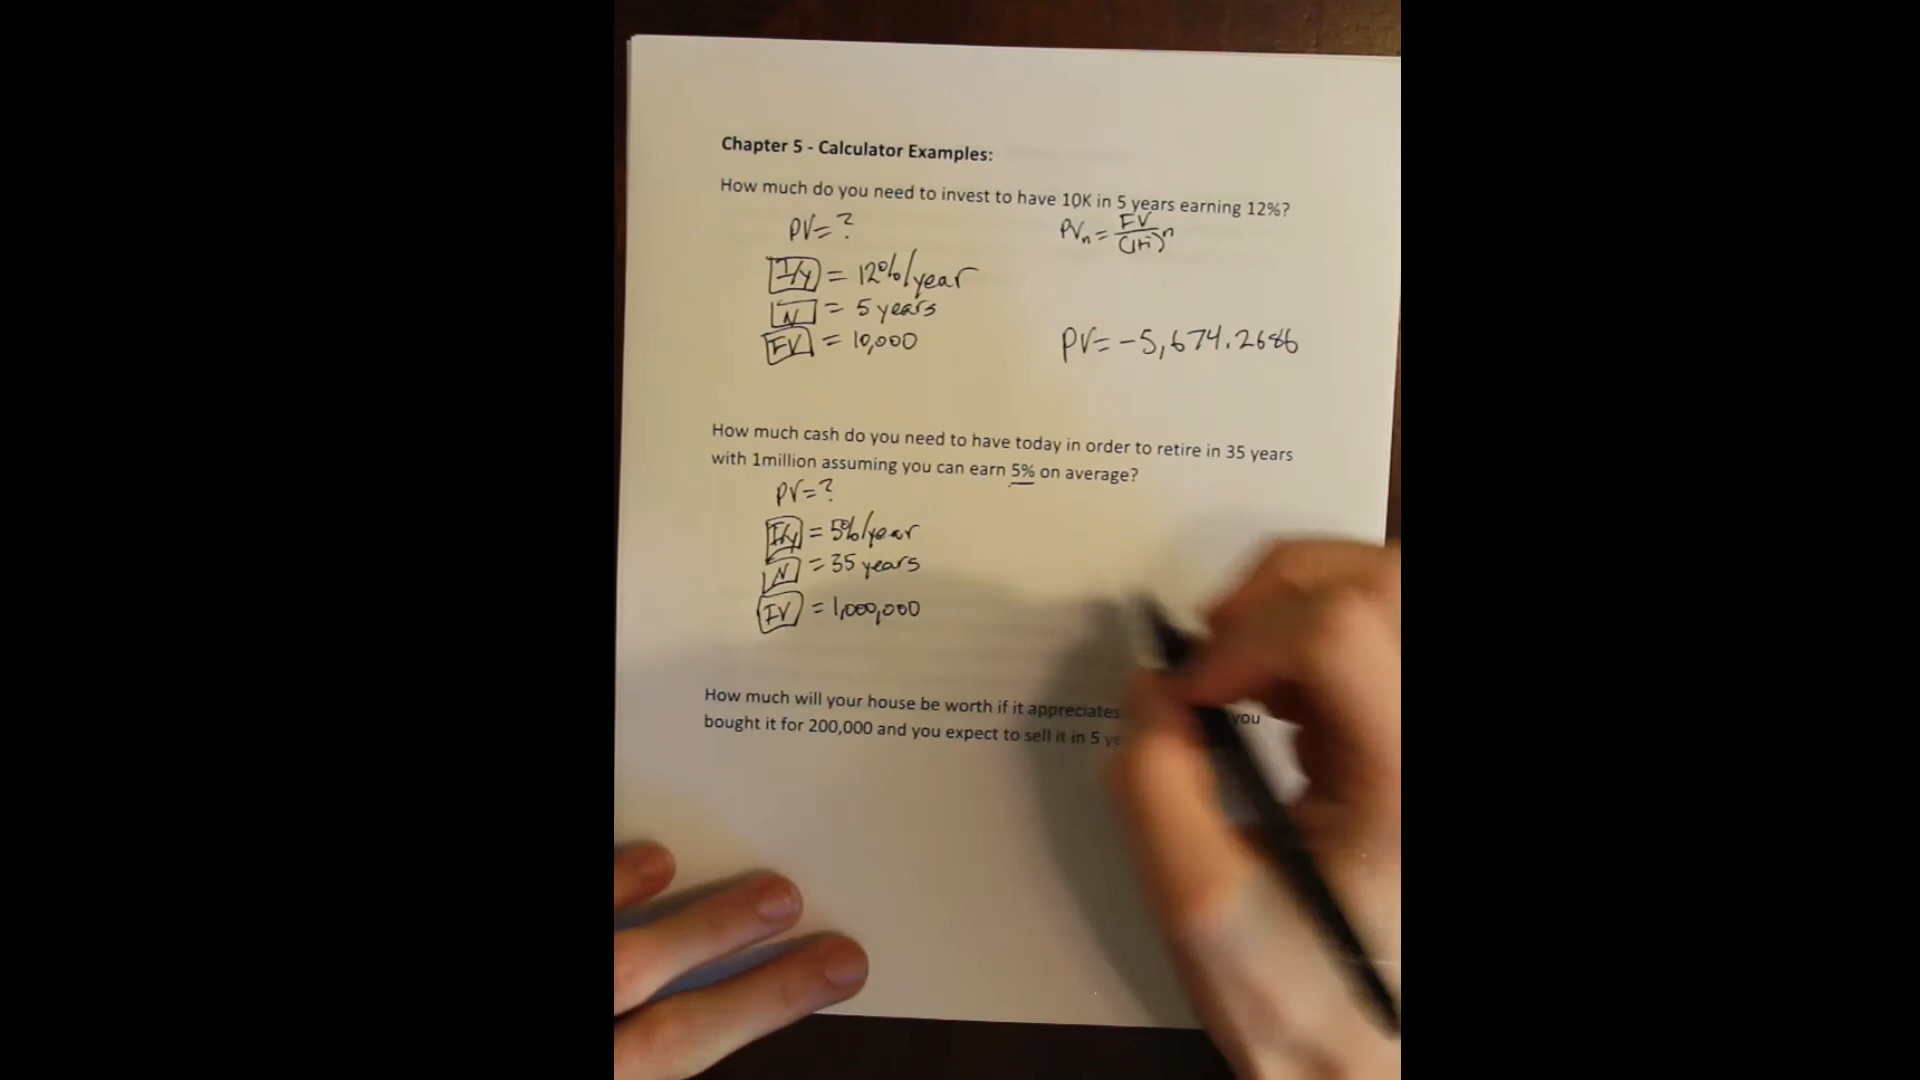 Chapter 5 - Calculator Examples:
How much do you need to invest to have 10K in 5 years earning 12%?
PV=?
PVn = FV/(1+i)^n
I/y = 12%/year
N = 5 years
FV = 10,000
PV= -5,674.2686
How much cash do you need to have today in order to retire in 35 years
with 1million assuming you can earn 5% on average?
PV=?
I/y = 5%/year
N = 35 years
FV = 1,000,000
How much will your house be worth if it appreciates you
bought it for 200,000 and you expect to sell it in 5